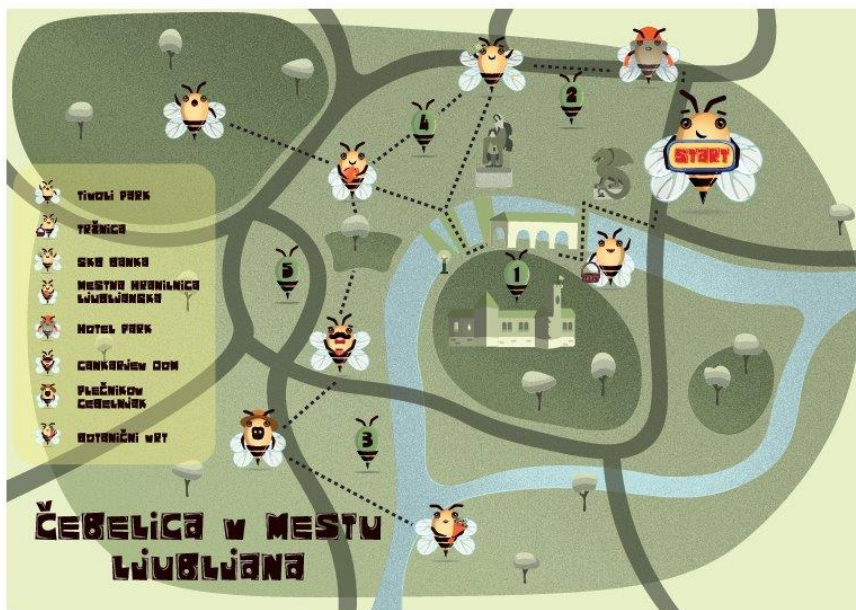 START
2
4
1
5
3
TIVOLI PARK
TRŽNICA
SKB BANKA
MESTNA HRANILNICA
LJUBLJANSKA
HOTEL PARK
CANKARJEV DOM
PLEČNIKOV
ČEBELNJAK
BOTANIČNI VRT
ČEBELICA V MESTU
LJUBLJANA